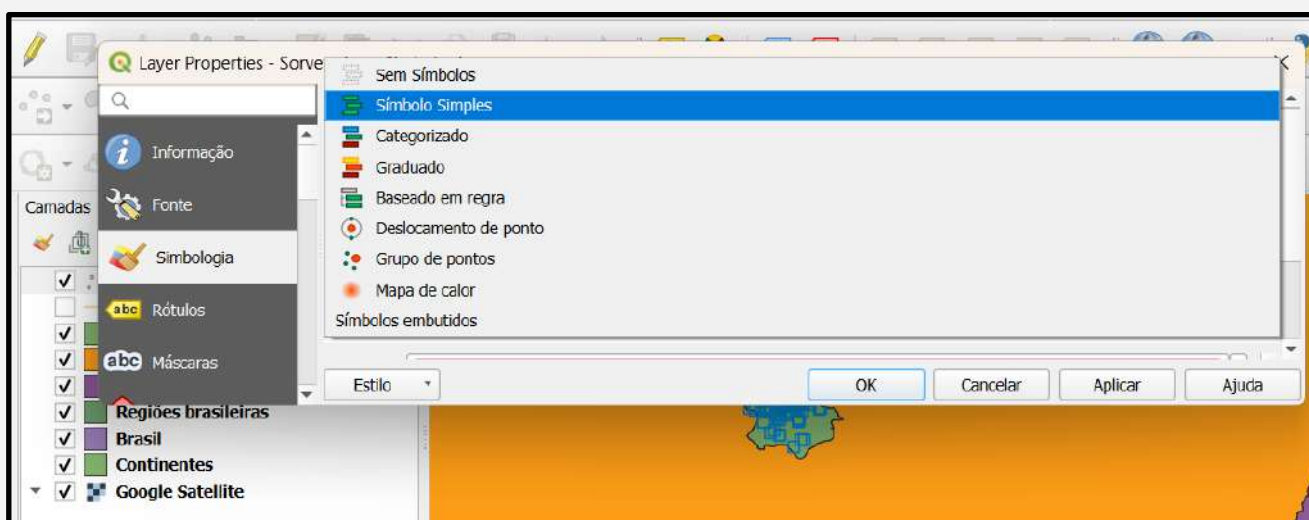 Layer Properties - Sorve
Sem Símbolos
Símbolo Simples
Categorizado
Graduado
Baseado em regra
Deslocamento de ponto
Grupo de pontos
Mapa de calor
Símbolos embutidos
Informação
Fonte
Simbologia
abc Rótulos
abc Máscaras
Estilo
OK Cancelar Aplicar Ajuda
Camadas
Regiões brasileiras
Brasil
Continentes
Google Satellite